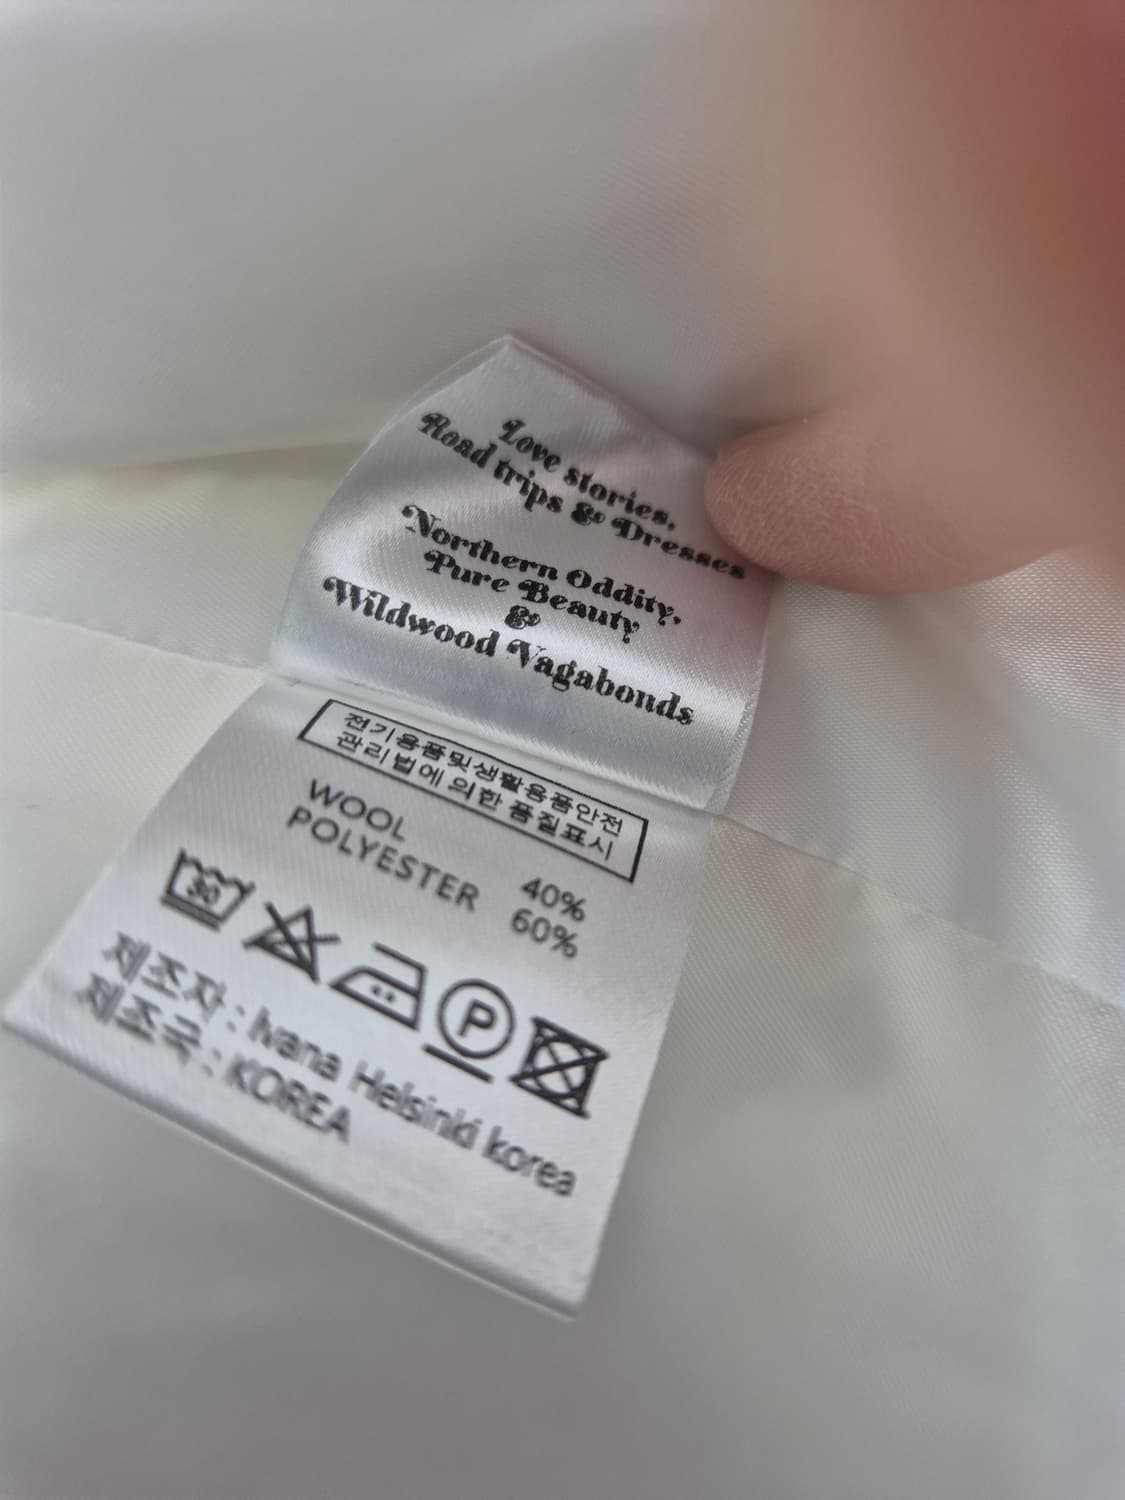 Love stories,
Road trips & Dresses
Northern Oddity,
Pure Beauty
&
Wildwood Vagabonds
전기용품및생활용품안전
관리법에 의한 품질표시
WOOL 40%
POLYESTER 60%
30
P
제조자 : Ivana Helsinki korea
제조국 : KOREA